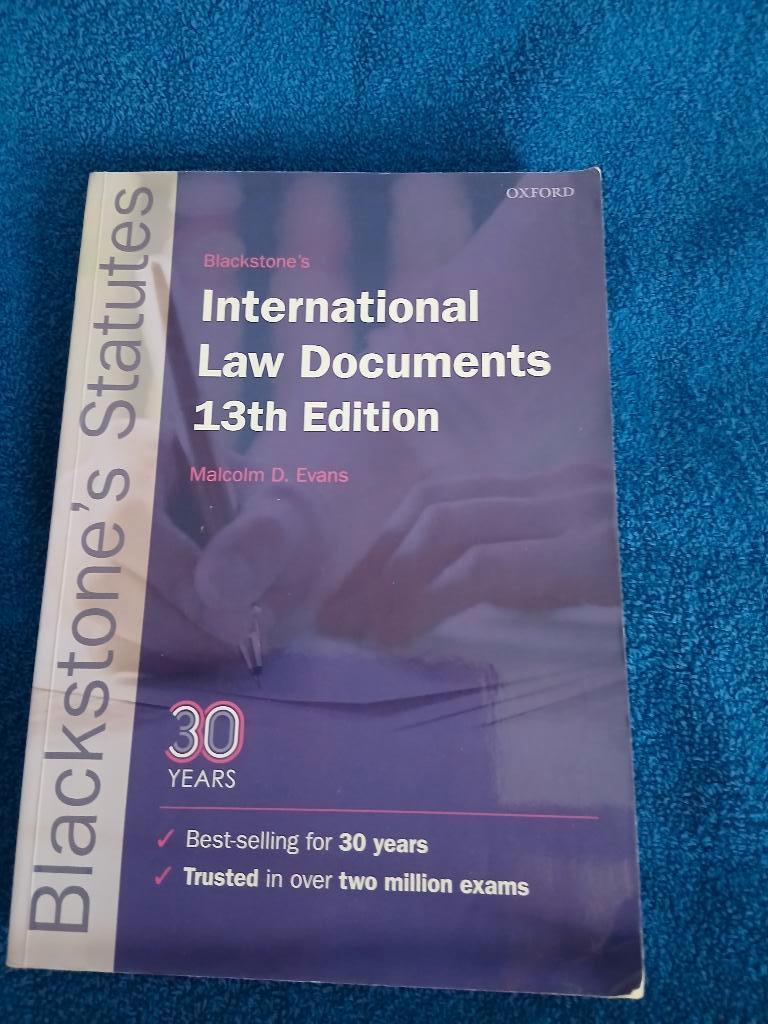 Blackstone's Statutes
OXFORD
Blackstone's
International
Law Documents
13th Edition
Malcolm D. Evans
30
YEARS
✓ Best-selling for 30 years
✓ Trusted in over two million exams